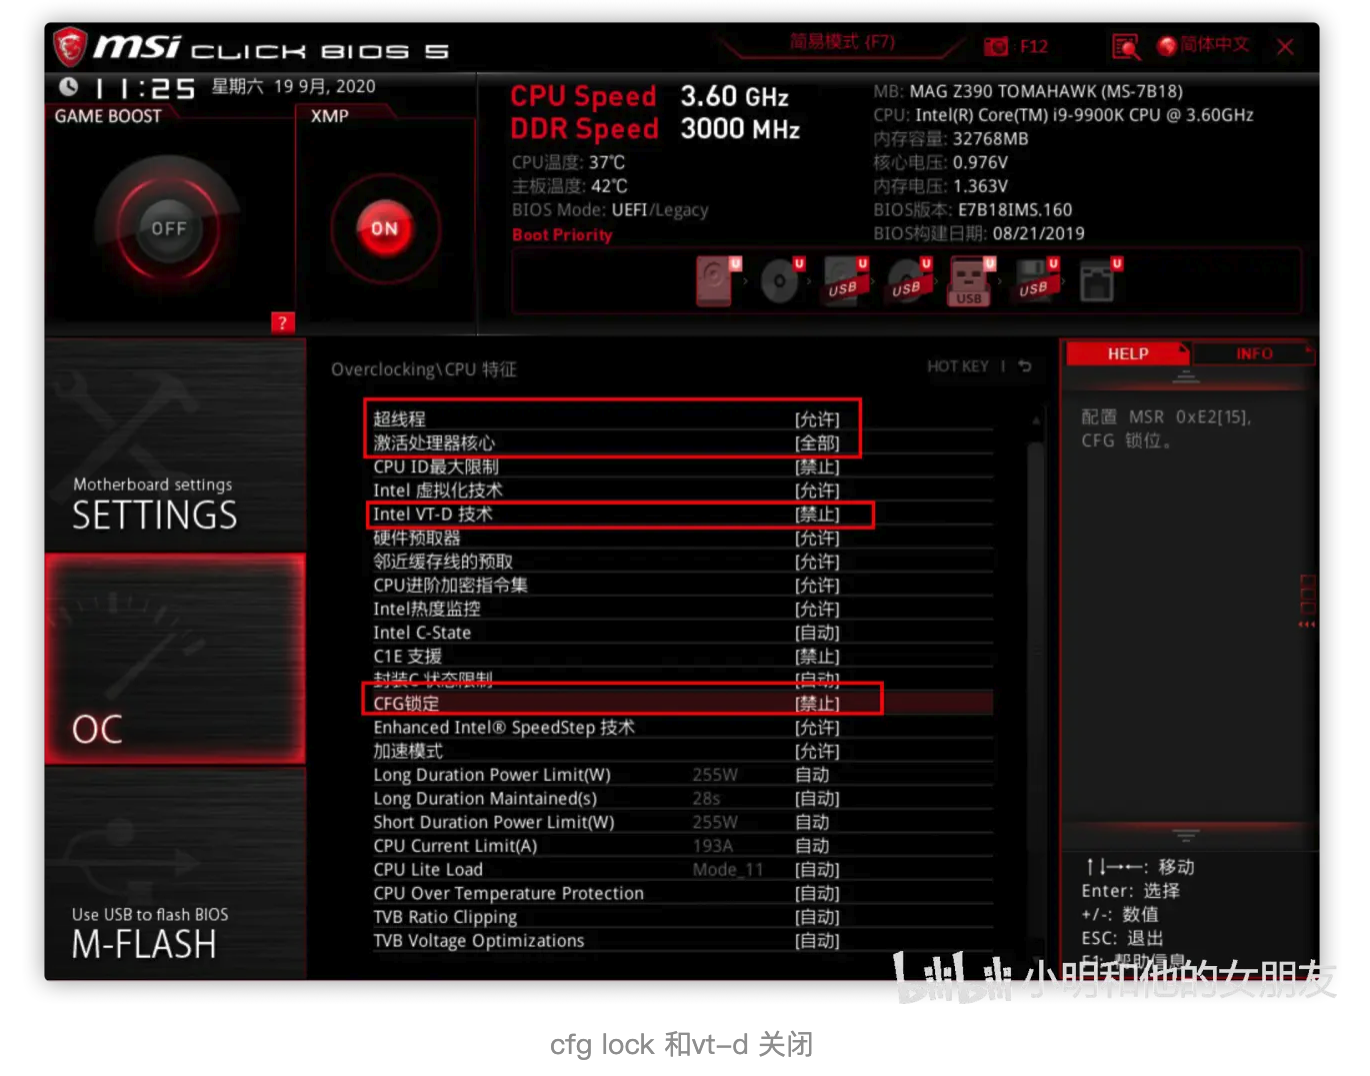 msi CLICK BIOS 5
简易模式 (F7)
F12
简体中文
11:25 星期六 19 9月, 2020
GAME BOOST
OFF
?
XMP
ON
CPU Speed 3.60 GHz
DDR Speed 3000 MHz
CPU温度: 37℃
主板温度: 42℃
BIOS Mode: UEFI/Legacy
Boot Priority
MB: MAG Z390 TOMAHAWK (MS-7B18)
CPU: Intel(R) Core(TM) i9-9900K CPU @ 3.60GHz
内存容量: 32768MB
核心电压: 0.976V
内存电压: 1.363V
BIOS版本: E7B18IMS.160
BIOS构建日期: 08/21/2019
U U U U U U U
USB USB USB USB
Motherboard settings
SETTINGS
OC
Use USB to flash BIOS
M-FLASH
Overclocking\CPU 特征
HOT KEY
超线程 [允许]
激活处理器核心 [全部]
CPU ID最大限制 [禁止]
Intel 虚拟化技术 [允许]
Intel VT-D 技术 [禁止]
硬件预取器 [允许]
邻近缓存线的预取 [允许]
CPU进阶加密指令集 [允许]
Intel热度监控 [允许]
Intel C-State [自动]
C1E 支援 [禁止]
封装C 状态限制 [自动]
CFG锁定 [禁止]
Enhanced Intel® SpeedStep 技术 [允许]
加速模式 [允许]
Long Duration Power Limit(W) 255W 自动
Long Duration Maintained(s) 28s [自动]
Short Duration Power Limit(W) 255W 自动
CPU Current Limit(A) 193A 自动
CPU Lite Load Mode_11 [自动]
CPU Over Temperature Protection [自动]
TVB Ratio Clipping [自动]
TVB Voltage Optimizations [自动]
HELP
INFO
配置 MSR 0xE2[15],
CFG 锁位。
↑↓→←: 移动
Enter: 选择
+/-: 数值
ESC: 退出
F1: 帮助信息
bilibili 小明和他的女朋友
cfg lock 和vt-d 关闭